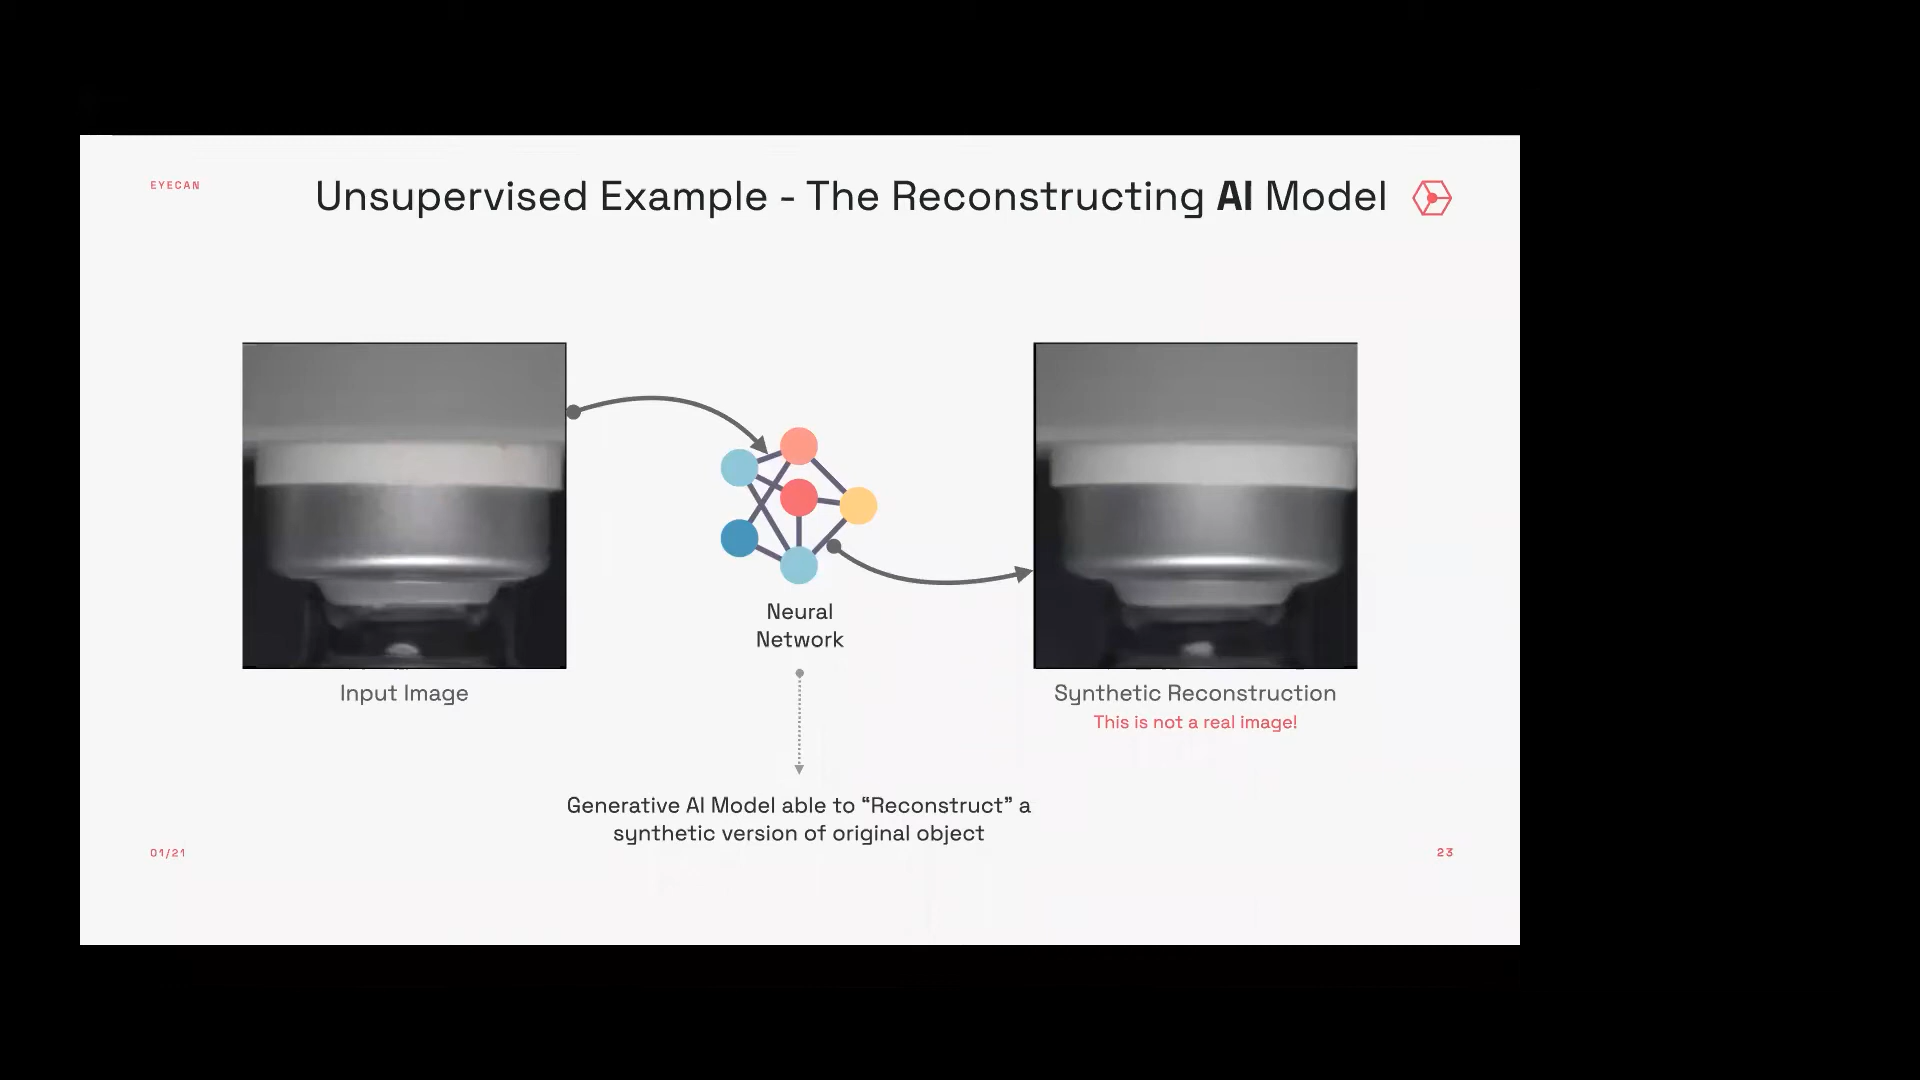 EYECAN
Unsupervised Example - The Reconstructing AI Model
Neural
Network
Input Image
Synthetic Reconstruction
This is not a real image!
Generative AI Model able to “Reconstruct” a
synthetic version of original object
01/21
23